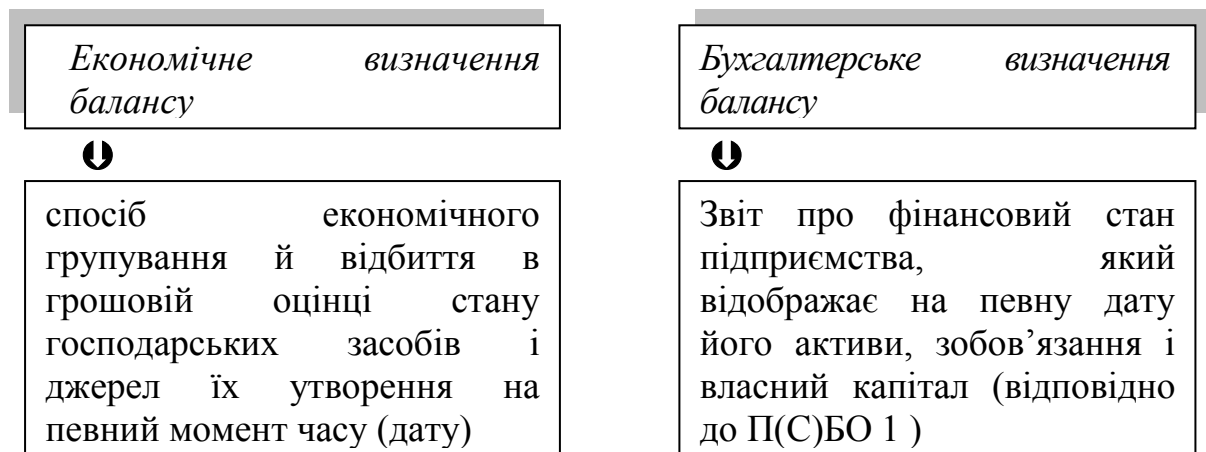 Економічне визначення
балансу
спосіб економічного
групування й відбиття в
грошовій оцінці стану
господарських засобів і
джерел їх утворення на
певний момент часу (дату)
Бухгалтерське визначення
балансу
Звіт про фінансовий стан
підприємства, який
відображає на певну дату
його активи, зобов’язання і
власний капітал (відповідно
до П(С)БО 1 )